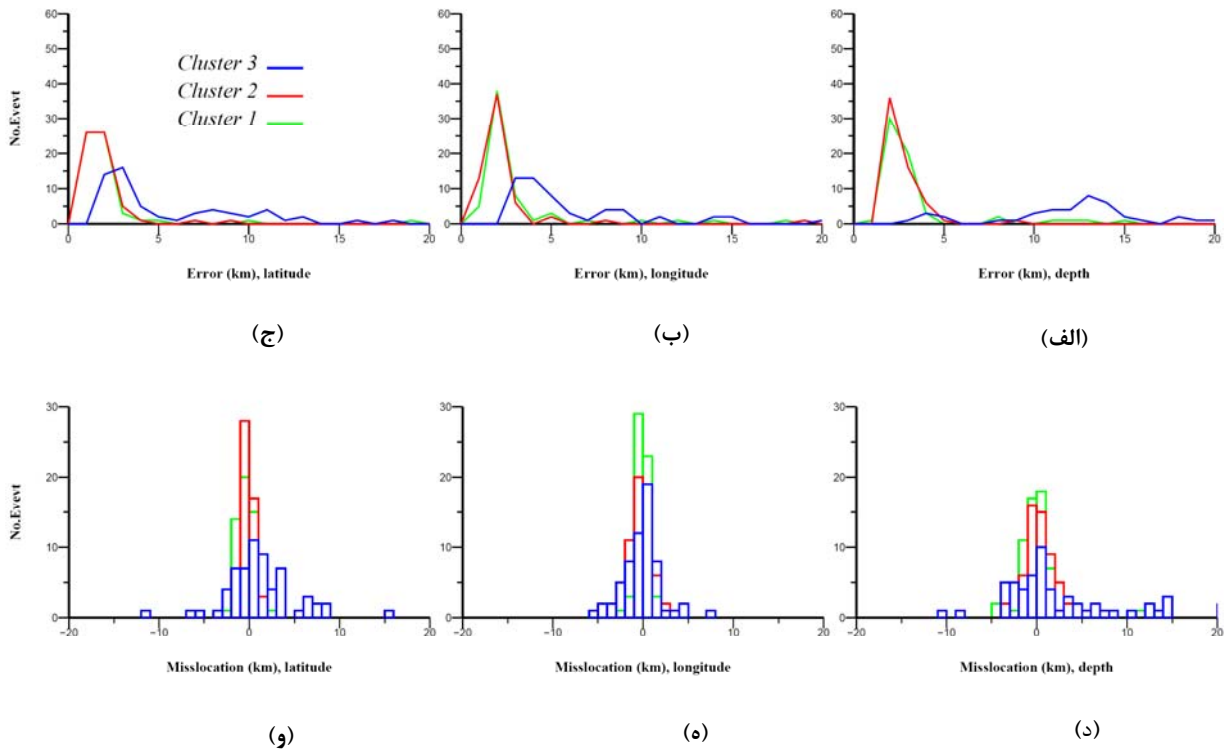 60
50
40
30
20
10
0
No.Evevt
Cluster 3
Cluster 2
Cluster 1
0 5 10 15 20
Error (km), latitude
(ج)
60
50
40
30
20
10
0
0 5 10 15 20
Error (km), longitude
(ب)
60
50
40
30
20
10
0
0 5 10 15 20
Error (km), depth
(الف)
30
20
10
0
No.Evevt
−20 −10 0 10 20
Misslocation (km), latitude
(و)
30
20
10
0
−20 −10 0 10 20
Misslocation (km), longitude
(ه)
30
20
10
0
−20 −10 0 10 20
Misslocation (km), depth
(د)